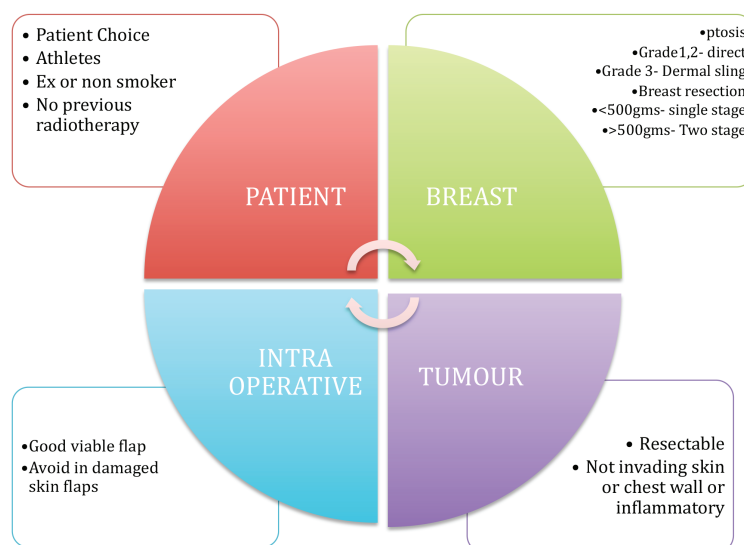 • Patient Choice
• Athletes
• Ex or non smoker
• No previous
radiotherapy
•ptosis
•Grade1,2- direct
•Grade 3- Dermal sling
•Breast resection
•<500gms- single stage
•>500gms- Two stage
PATIENT
BREAST
INTRA
OPERATIVE
TUMOUR
•Good viable flap
•Avoid in damaged
skin flaps
• Resectable
• Not invading skin
or chest wall or
inflammatory